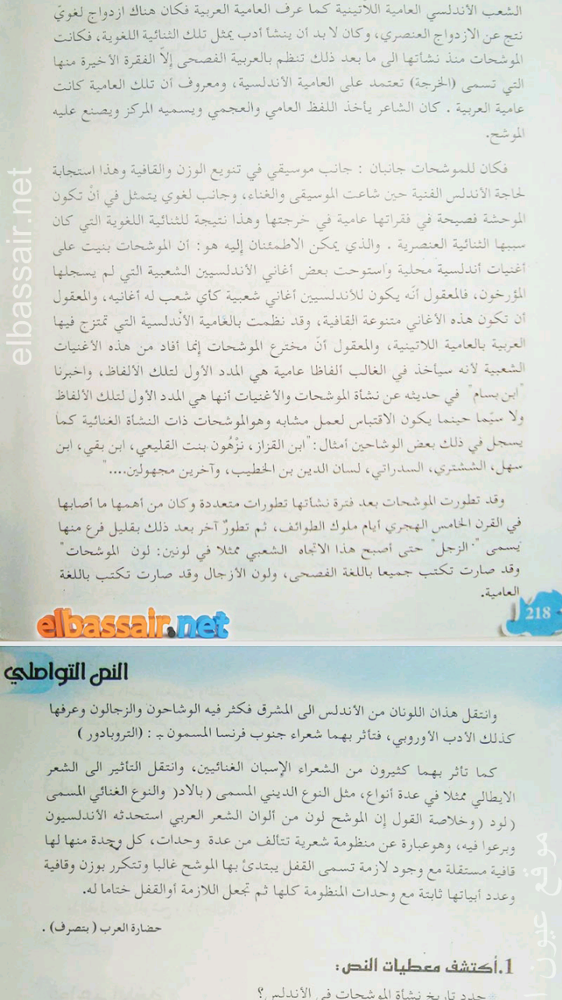 الشعب الأندلسي العامية اللاتينية كما عرف العامية العربية فكان هناك ازدواج لغويّ
نتج عن الازدواج العنصري، وكان لا بد أن ينشأ أدب يمثل تلك الثنائية اللغوية، فكانت
الموشحات منذ نشأتها الى ما بعد ذلك تنظم بالعربية الفصحى إلاّ الفقرة الأخيرة منها
التي تسمى (الخرجة) تعتمد على العامية الأندلسية، ومعروف أن تلك العامية كانت
عامية العربية . كان الشاعر يأخذ اللفظ العامي والعجمي ويسميه المركز ويصنع عليه
الموشح.
فكان للموشحات جانبان : جانب موسيقي في تنويع الوزن والقافية وهذا استجابة
لحاجة الأندلس الفنية حين شاعت الموسيقى والغناء، وجانب لغوي يتمثل في أنْ تكون
الموحشة فصيحة في فقراتها عامية في خرجتها وهذا نتيجة للثنائية اللغوية التي كان
سببها الثنائية العنصرية . والذي يمكن الاطمئنان إليه هو: أن الموشحات بنيت على
أغنيات أندلسية محلية واستوحت بعض أغاني الأندلسيين الشعبية التي لم يسجلها
المؤرخون، فالمعقول أنّه يكون للأندلسيين أغاني شعبية كأي شعب له أغانيه، والمعقول
أن تكون هذه الأغاني متنوعة القافية، وقد نظمت بالعامية الأندلسية التي تمتزج فيها
العربية بالعامية اللاتينية، والمعقول أنّ مخترع الموشحات إنما أفاد من هذه الأغنيات
الشعبية لأنه سيأخذ في الغالب ألفاظا عامية هي المدد الأول لتلك الألفاظ، واخبرنا
"ابن بسام" في حديثه عن نشأة الموشحات والأغنيات أنها هي المدد الأول لتلك الألفاظ
ولا سيّما حينما يكون الاقتباس لعمل مشابه وهوالموشحات ذات النشأة الغنائية كما
يسجل في ذلك بعض الوشاحين أمثال: "ابن القزاز، نزْهُون بنت القليعي، ابن بقي، ابن
سهل، الششتري، السدراتي، لسان الدين بن الخطيب، وآخرين مجهولين...."
وقد تطورت الموشحات بعد فترة نشأتها تطورات متعددة وكان من أهمها ما أصابها
في القرن الخامس الهجري أيام ملوك الطوائف، ثم تطورٌ آخر بعد ذلك بقليل فرع منها
يسمى "الزجل" حتى أصبح هذا الاتجاه الشعبي ممثلا في لونين: لون الموشحات"
وقد صارت تكتب جميعا باللغة الفصحى، ولون الأزجال وقد صارت تكتب باللغة
العامية.
218
elbassair.net
elbassair.net
النص التواصلي
وانتقل هذان اللونان من الأندلس الى المشرق فكثر فيه الوشاحون والزجالون وعرفها
كذلك الأدب الأوروبي، فتأثر بهما شعراء جنوب فرنسا المسمون بـ : (التروبادور )
كما تأثر بهما كثيرون من الشعراء الإسبان الغنائيين، وانتقل التأثير الى الشعر
الايطالي ممثلا في عدة أنواع، مثل النوع الديني المسمى ( بالاد( والنوع الغنائي المسمى
( لود ( وخلاصة القول إن الموشح لون من ألوان الشعر العربي استحدثه الأندلسيون
وبرعوا فيه، وهوعبارة عن منظومة شعرية تتألف من عدة وحدات، كل وحدة منها لها
قافية مستقلة مع وجود لازمة تسمى القفل يبتدئ بها الموشح غالبا وتتكرر بوزن وقافية
وعدد أبياتها ثابتة مع وحدات المنظومة كلها ثم تجعل اللازمة أوالقفل ختاما له.
حضارة العرب ( بتصرف) .
1.أكتشف معطيات النص:
حدد تاريخ نشأة الموشحات في الأندلس؟
موقع عيون